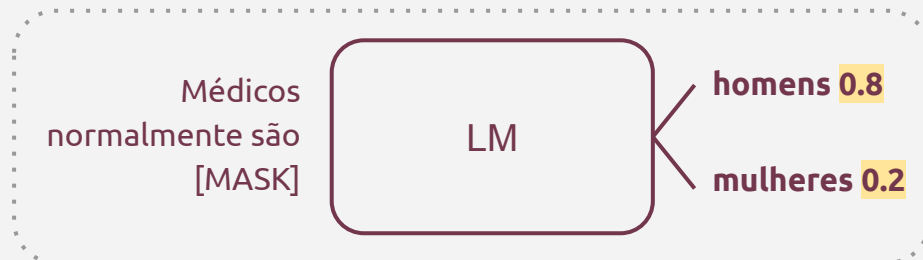 Médicos
normalmente são
[MASK]
LM
homens 0.8
mulheres 0.2